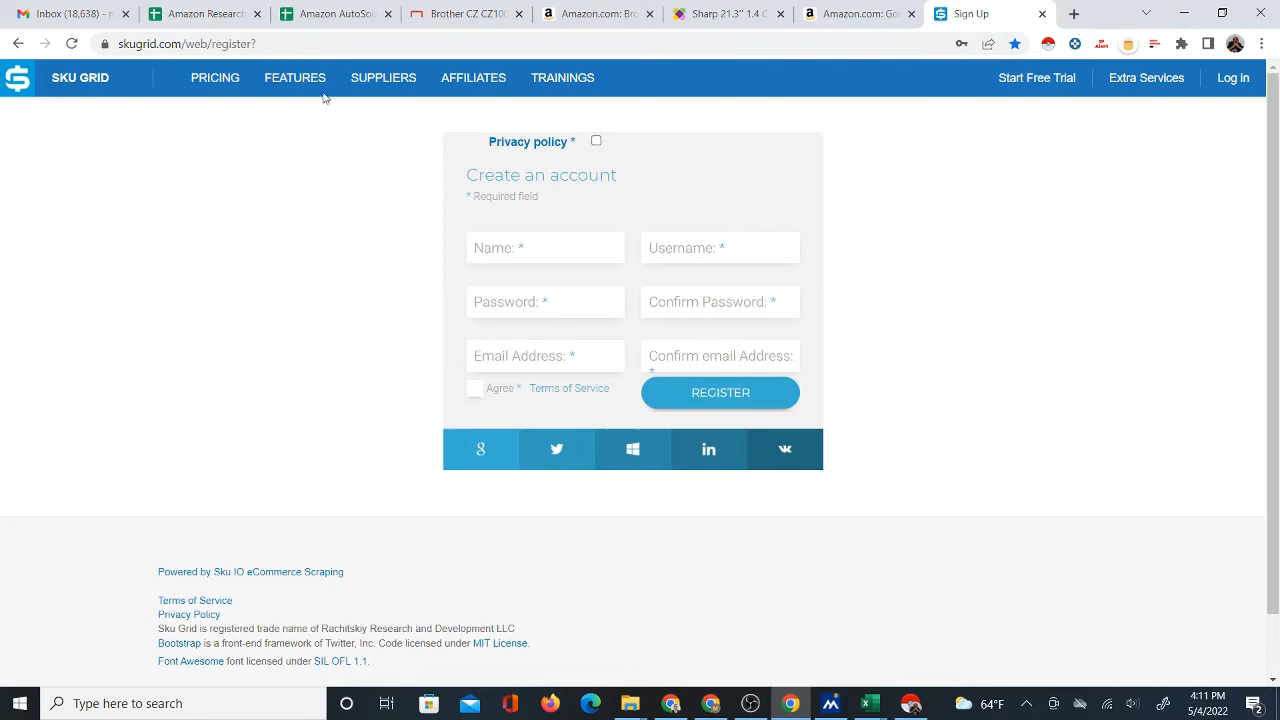 Inbox (18,638) - r
Amazon Research
Amazon AutoSou
Brother CZ CZ100
Amazon.com: Bro
Sharp 31.3" 1.4 C
Amazon.com: Go
Sign Up
skugrid.com/web/register?
SKU GRID
PRICING
FEATURES
SUPPLIERS
AFFILIATES
TRAININGS
Start Free Trial
Extra Services
Log in
Privacy policy *
Create an account
* Required field
Name: *
Username: *
Password: *
Confirm Password: *
Email Address: *
Confirm email Address:
*
Agree *
Terms of Service
REGISTER
Powered by Sku IO eCommerce Scraping
Terms of Service
Privacy Policy
Sku Grid is registered trade name of Rachitskiy Research and Development LLC
Bootstrap is a front-end framework of Twitter, Inc. Code licensed under MIT License.
Font Awesome font licensed under SIL OFL 1.1.
Type here to search
64°F
4:11 PM
5/4/2022
2